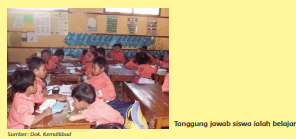 Tanggung jawab siswa ialah belajar
Sumber: Dok. Kemdikbud